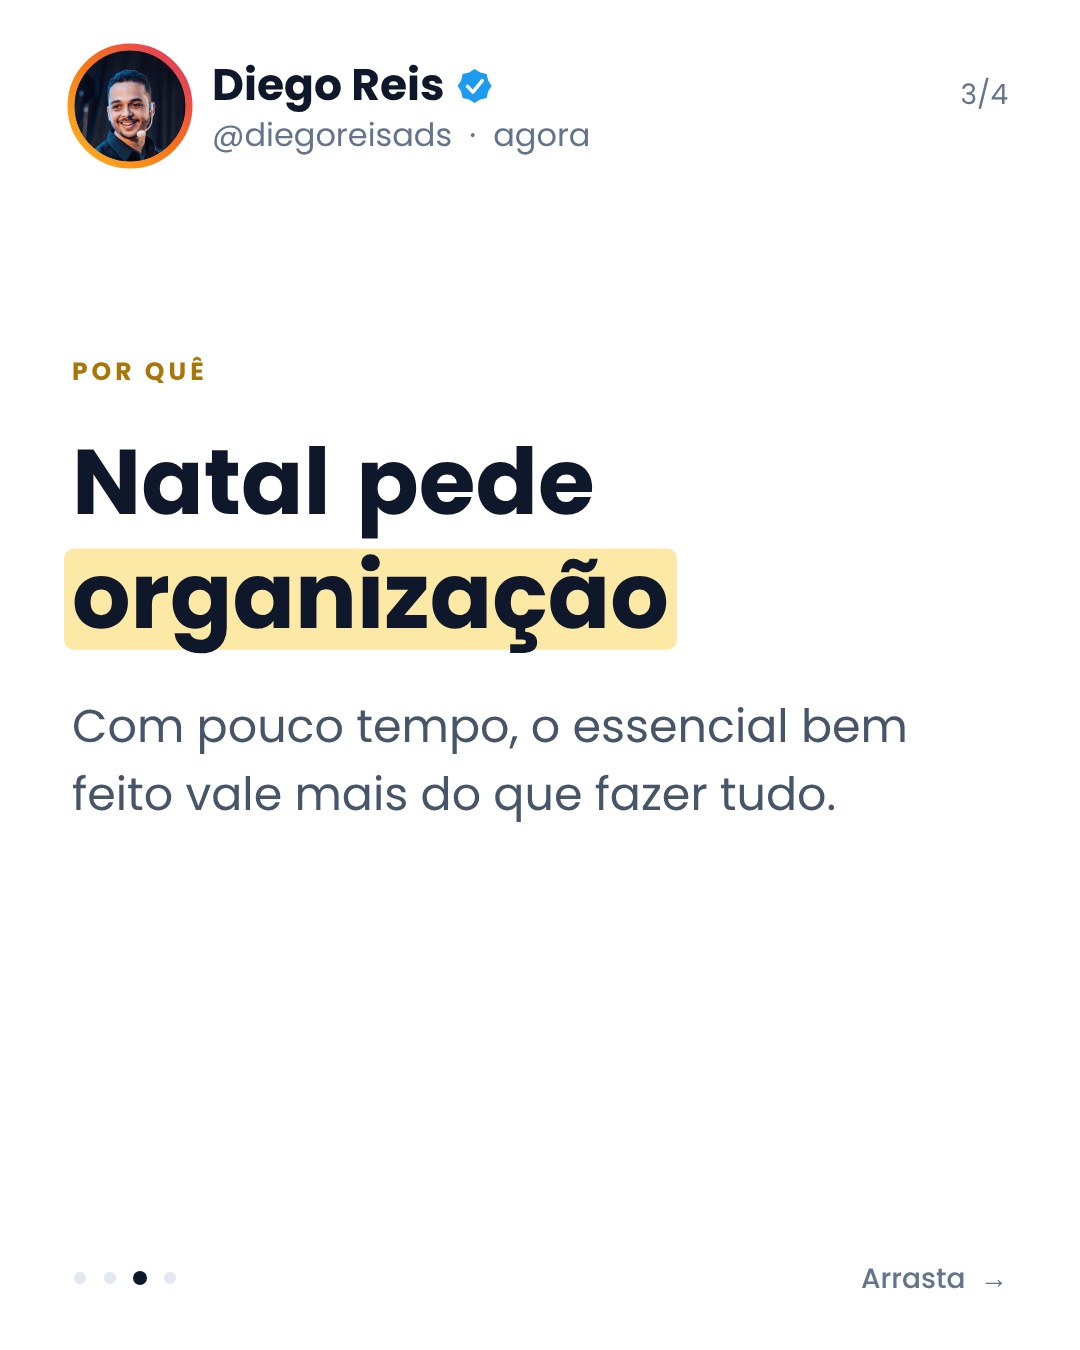 Diego Reis
@diegoreisads · agora
3/4
POR QUÊ
Natal pede
organização
Com pouco tempo, o essencial bem
feito vale mais do que fazer tudo.
Arrasta →